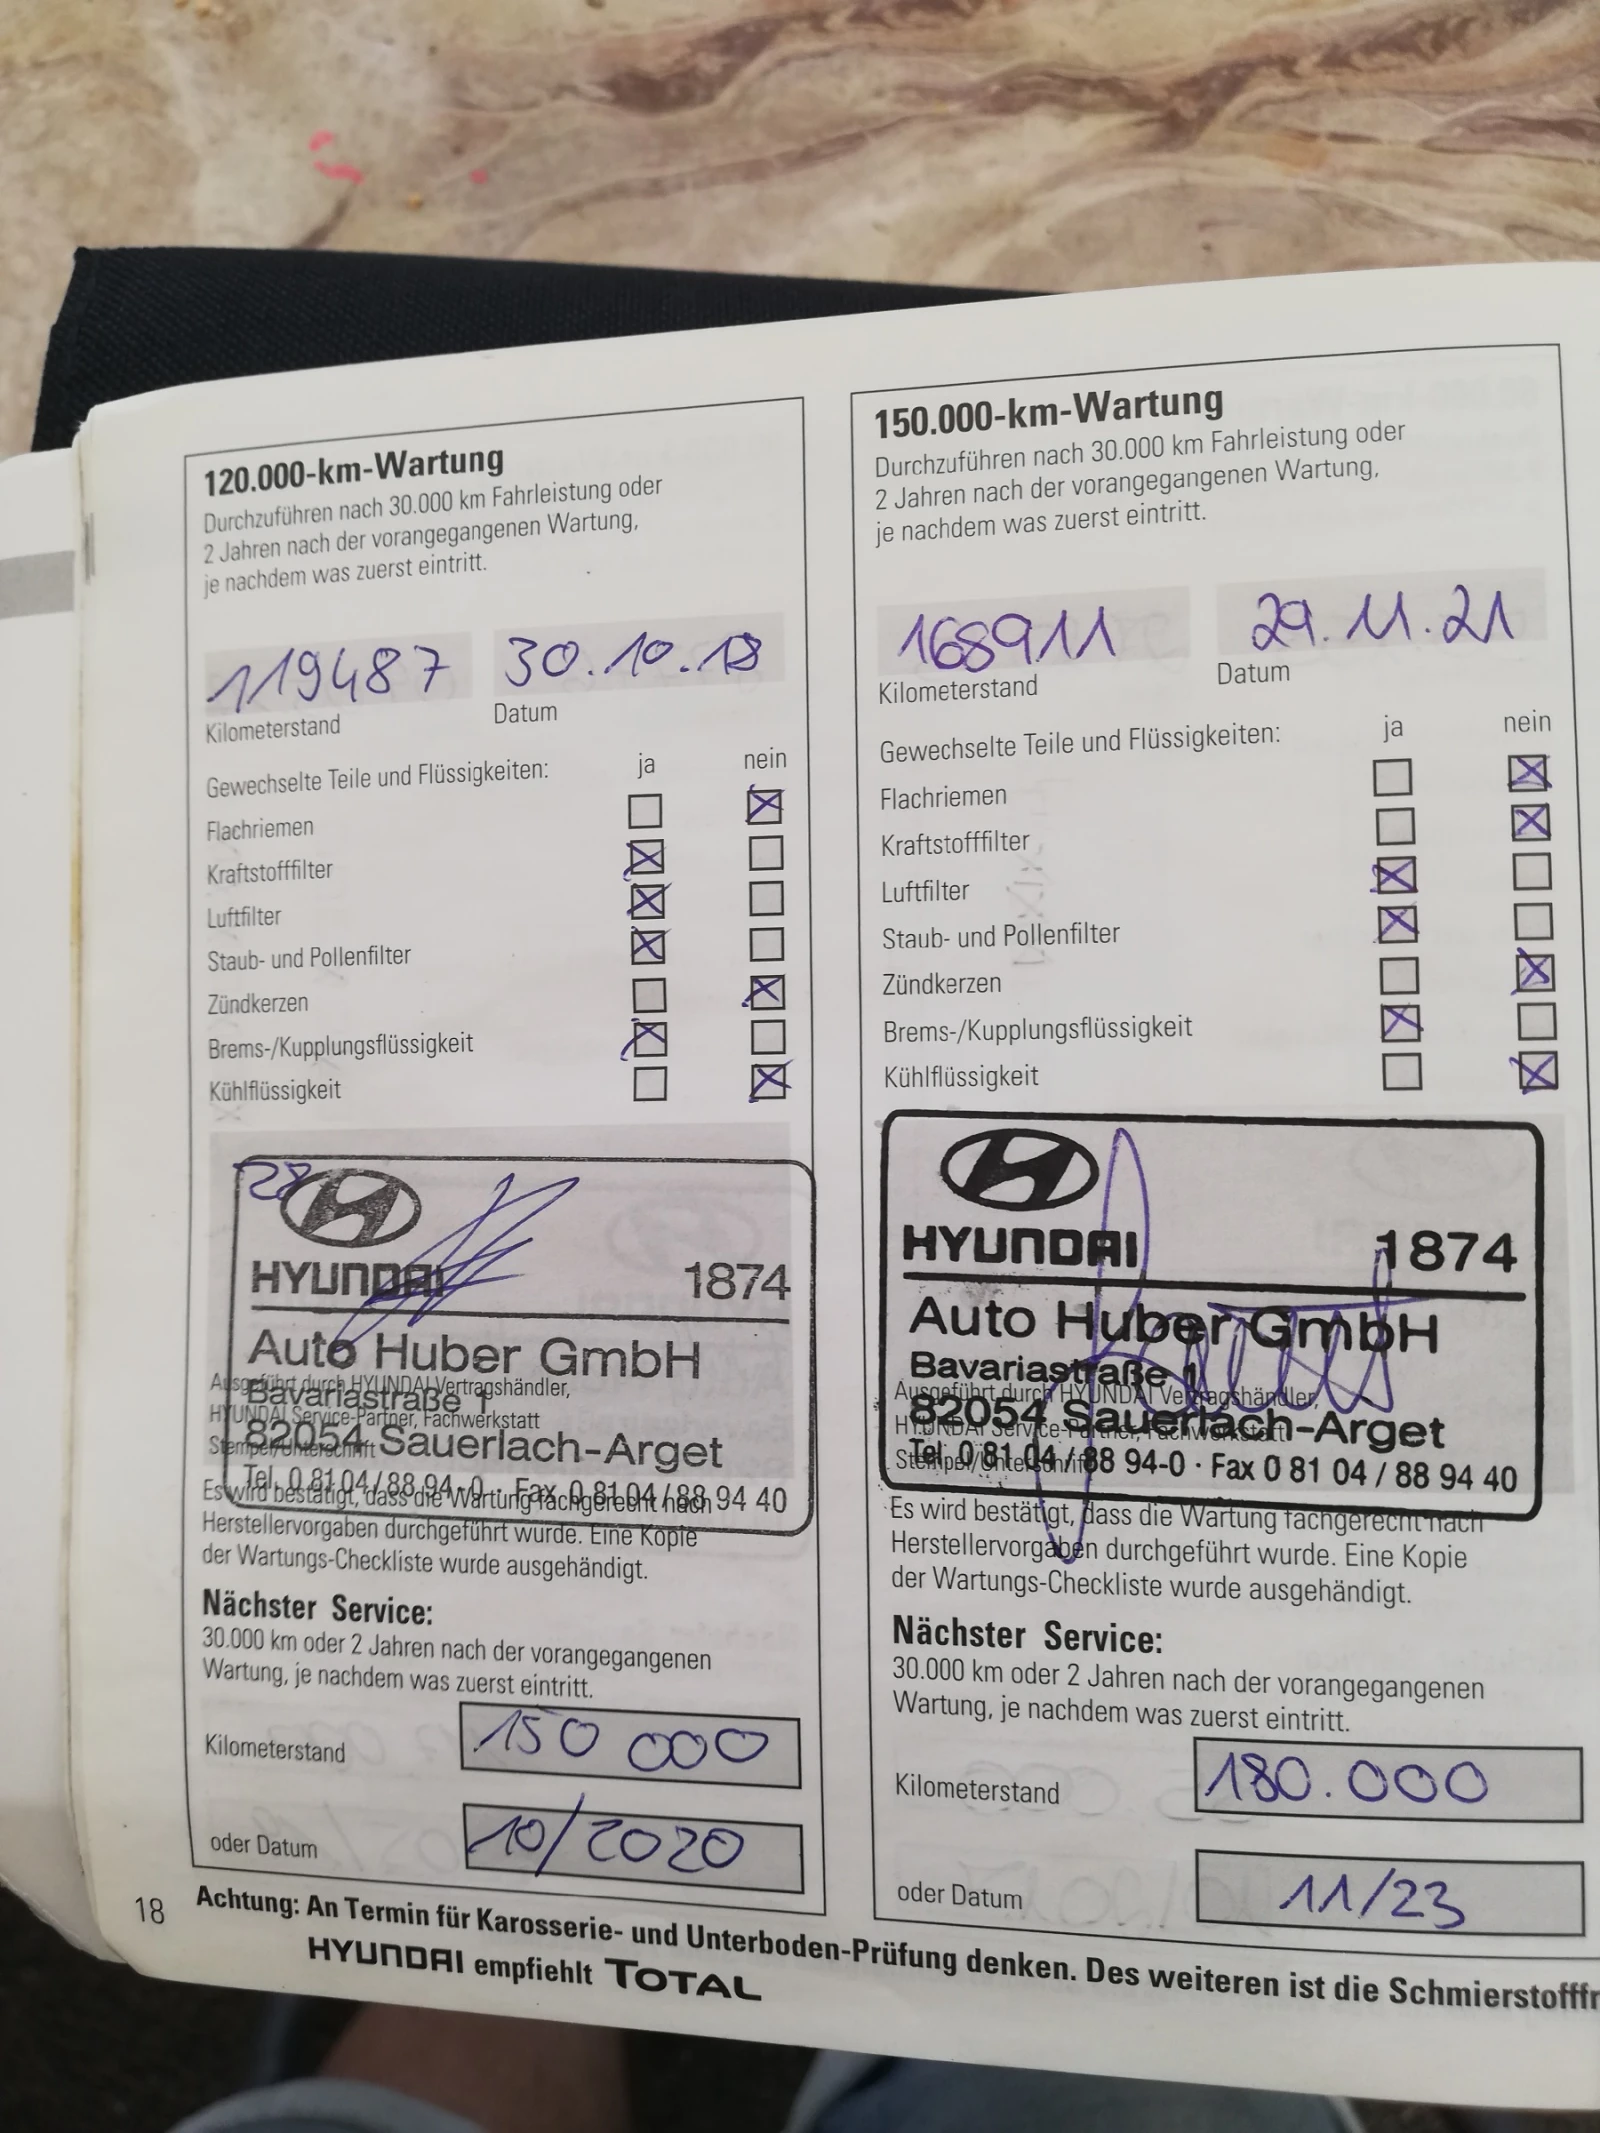 120.000-km-Wartung
Durchzuführen nach 30.000 km Fahrleistung oder
2 Jahren nach der vorangegangenen Wartung,
je nachdem was zuerst eintritt.
119487 30.10.18
Kilometerstand Datum
Gewechselte Teile und Flüssigkeiten: ja nein
Flachriemen
Kraftstofffilter
Luftfilter
Staub- und Pollenfilter
Zündkerzen
Brems-/Kupplungsflüssigkeit
Kühlflüssigkeit
28
HYUNDAI 1874
Auto Huber GmbH
Ausgeführt durch HYUNDAI Vertragshändler,
Bavariastraße 1
HYUNDAI Service-Partner, Fachwerkstatt
82054 Sauerlach-Arget
Stempel/Unterschrift
Tel. 0 81 04 / 88 94-0 · Fax 0 81 04 / 88 94 40
Es wird bestätigt, dass die Wartung fachgerecht nach
Herstellervorgaben durchgeführt wurde. Eine Kopie
der Wartungs-Checkliste wurde ausgehändigt.
Nächster Service:
30.000 km oder 2 Jahren nach der vorangegangenen
Wartung, je nachdem was zuerst eintritt.
Kilometerstand 150 000
oder Datum 10/2020
150.000-km-Wartung
Durchzuführen nach 30.000 km Fahrleistung oder
2 Jahren nach der vorangegangenen Wartung,
je nachdem was zuerst eintritt.
168911 29.11.21
Kilometerstand Datum
Gewechselte Teile und Flüssigkeiten: ja nein
Flachriemen
Kraftstofffilter
Luftfilter
Staub- und Pollenfilter
Zündkerzen
Brems-/Kupplungsflüssigkeit
Kühlflüssigkeit
HYUNDAI 1874
Auto Huber GmbH
Bavariastraße 1
Ausgeführt durch HYUNDAI Vertragshändler,
82054 Sauerlach-Arget
HYUNDAI Service-Partner, Fachwerkstatt
Tel. 0 81 04 / 88 94-0 · Fax 0 81 04 / 88 94 40
Stempel/Unterschrift
Es wird bestätigt, dass die Wartung fachgerecht nach
Herstellervorgaben durchgeführt wurde. Eine Kopie
der Wartungs-Checkliste wurde ausgehändigt.
Nächster Service:
30.000 km oder 2 Jahren nach der vorangegangenen
Wartung, je nachdem was zuerst eintritt.
Kilometerstand 180.000
oder Datum 11/23
18 Achtung: An Termin für Karosserie- und Unterboden-Prüfung denken. Des weiteren ist die Schmierstofffr
HYUNDAI empfiehlt TOTAL